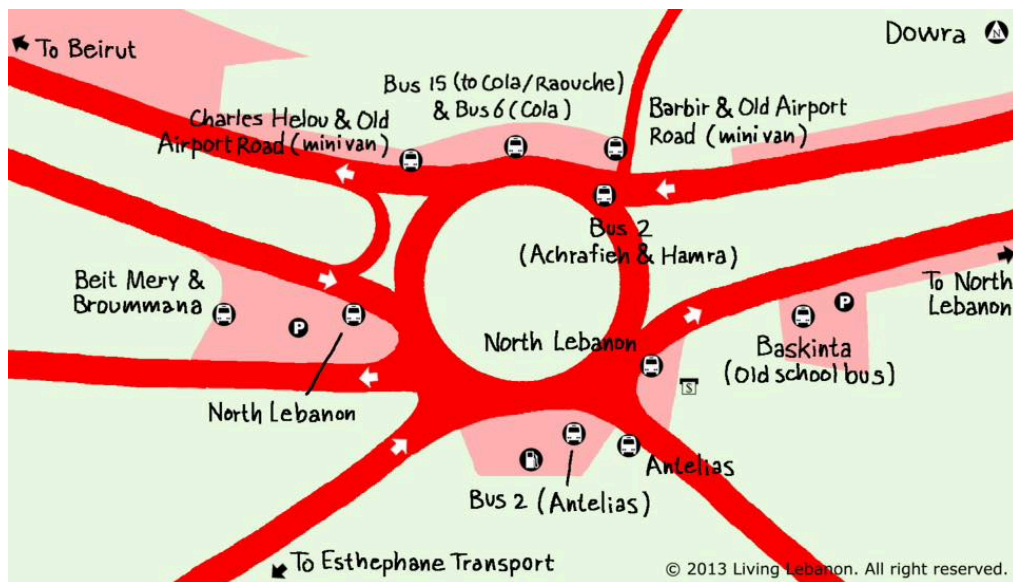 To Beirut
Dowra
N
Bus 15 (to Cola/Raouche)
& Bus 6 (Cola)
Charles Helou & Old
Airport Road (minivan)
Barbir & Old Airport
Road (minivan)
Bus 2
(Achrafieh & Hamra)
Beit Mery &
Broummana
P
North Lebanon
To North
Lebanon
P
North Lebanon
Baskinta
(Old school bus)
$
Antelias
Bus 2 (Antelias)
To Esthephane Transport
© 2013 Living Lebanon. All right reserved.